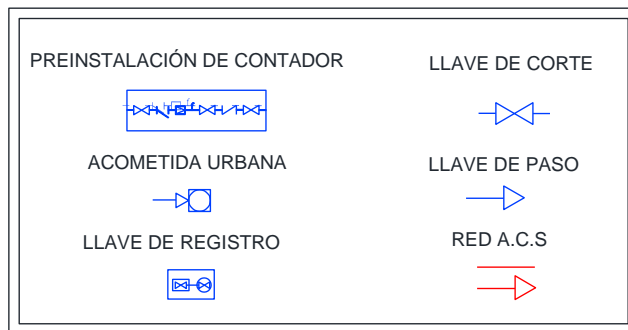 PREINSTALACIÓN DE CONTADOR
LLAVE DE CORTE
ACOMETIDA URBANA
LLAVE DE PASO
LLAVE DE REGISTRO
RED A.C.S